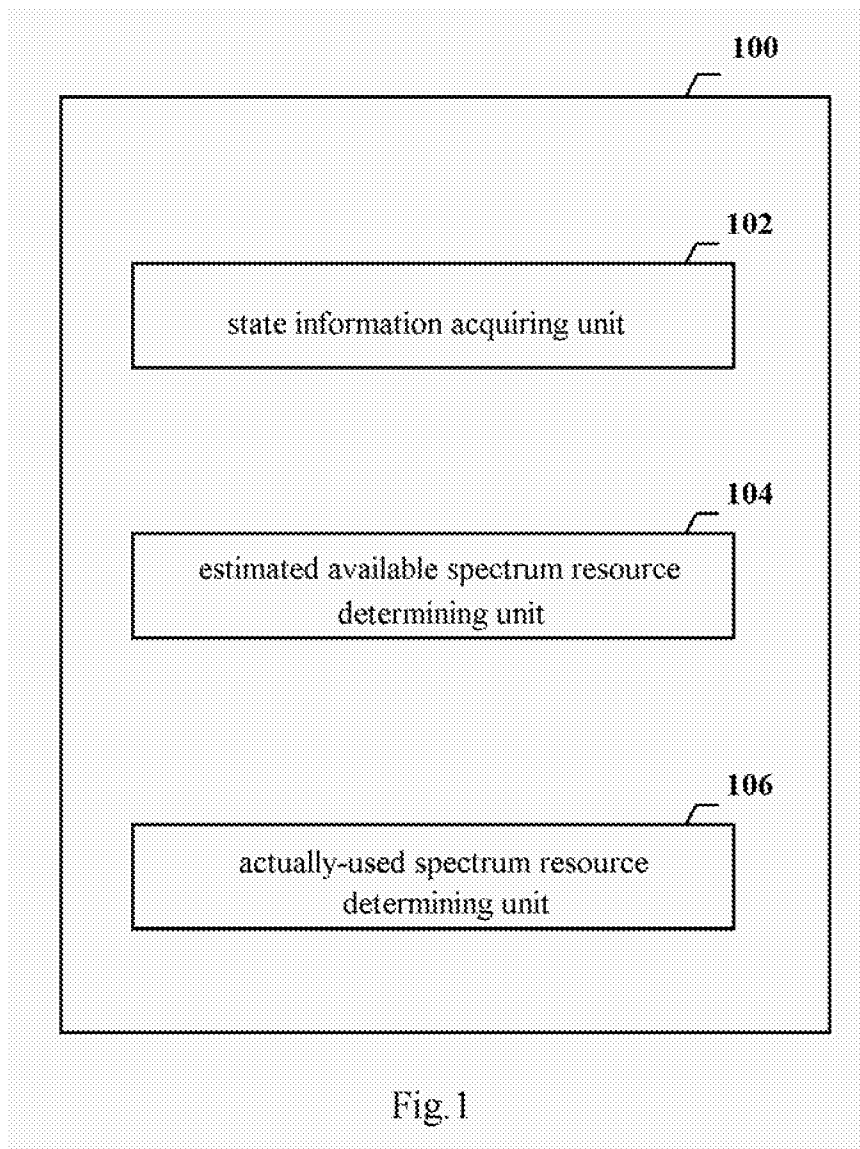 100
102
state information acquiring unit
104
estimated available spectrum resource
determining unit
106
actually-used spectrum resource
determining unit
Fig.1